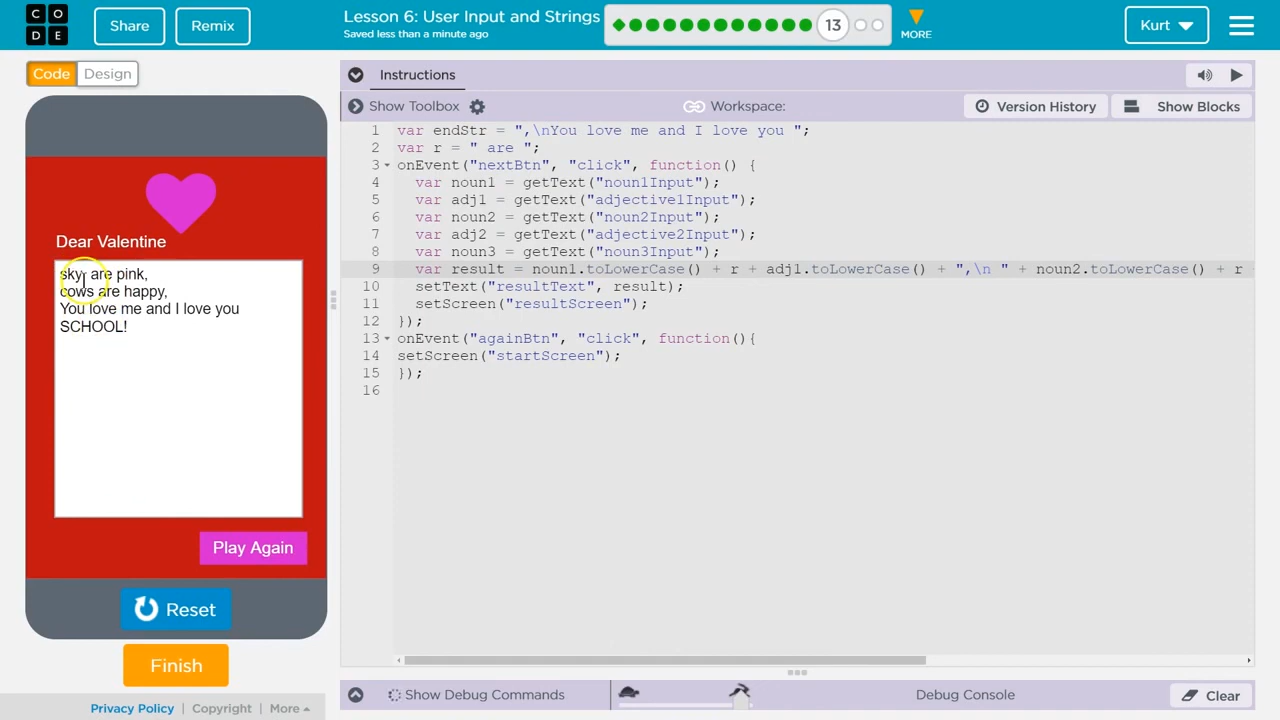 C O
D E
Share
Remix
Lesson 6: User Input and Strings
Saved less than a minute ago
13
MORE
Kurt
Code
Design
Instructions
Show Toolbox
Workspace:
Version History
Show Blocks
Dear Valentine
sky are pink,
cows are happy,
You love me and I love you
SCHOOL!
Play Again
Reset
Finish
Privacy Policy | Copyright | More
1 var endStr = ",\nYou love me and I love you ";
2 var r = " are ";
3 onEvent("nextBtn", "click", function() {
4 var noun1 = getText("noun1Input");
5 var adj1 = getText("adjective1Input");
6 var noun2 = getText("noun2Input");
7 var adj2 = getText("adjective2Input");
8 var noun3 = getText("noun3Input");
9 var result = noun1.toLowerCase() + r + adj1.toLowerCase() + ",\n " + noun2.toLowerCase() + r
10 setText("resultText", result);
11 setScreen("resultScreen");
12 });
13 onEvent("againBtn", "click", function(){
14 setScreen("startScreen");
15 });
16
Show Debug Commands
Debug Console
Clear